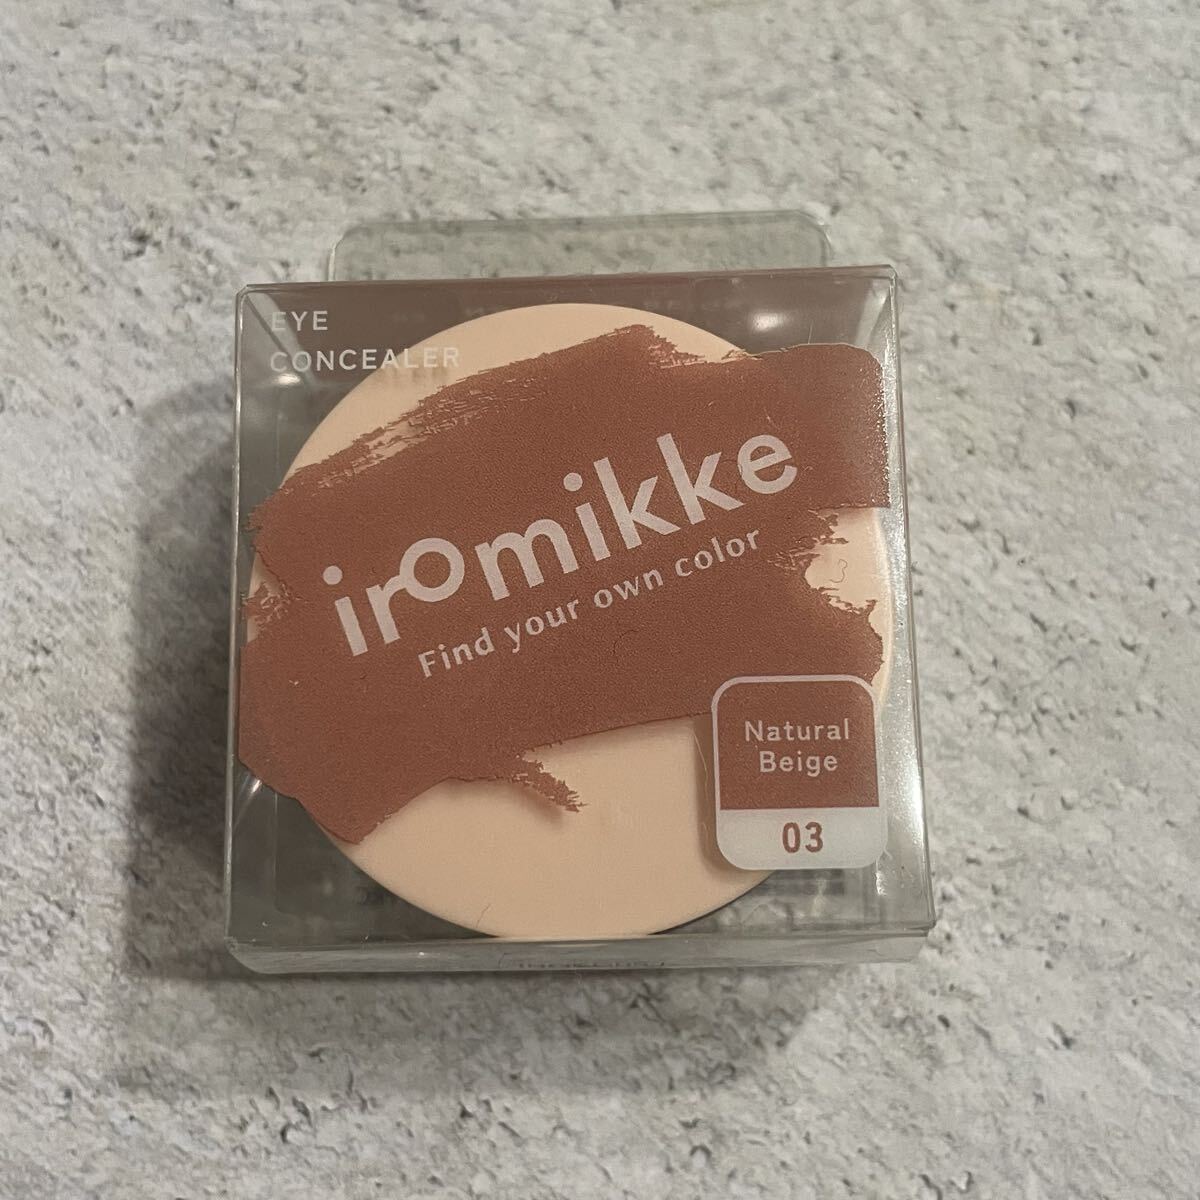 EYE
CONCEALER
iromikke
Find your own color
Natural
Beige
03